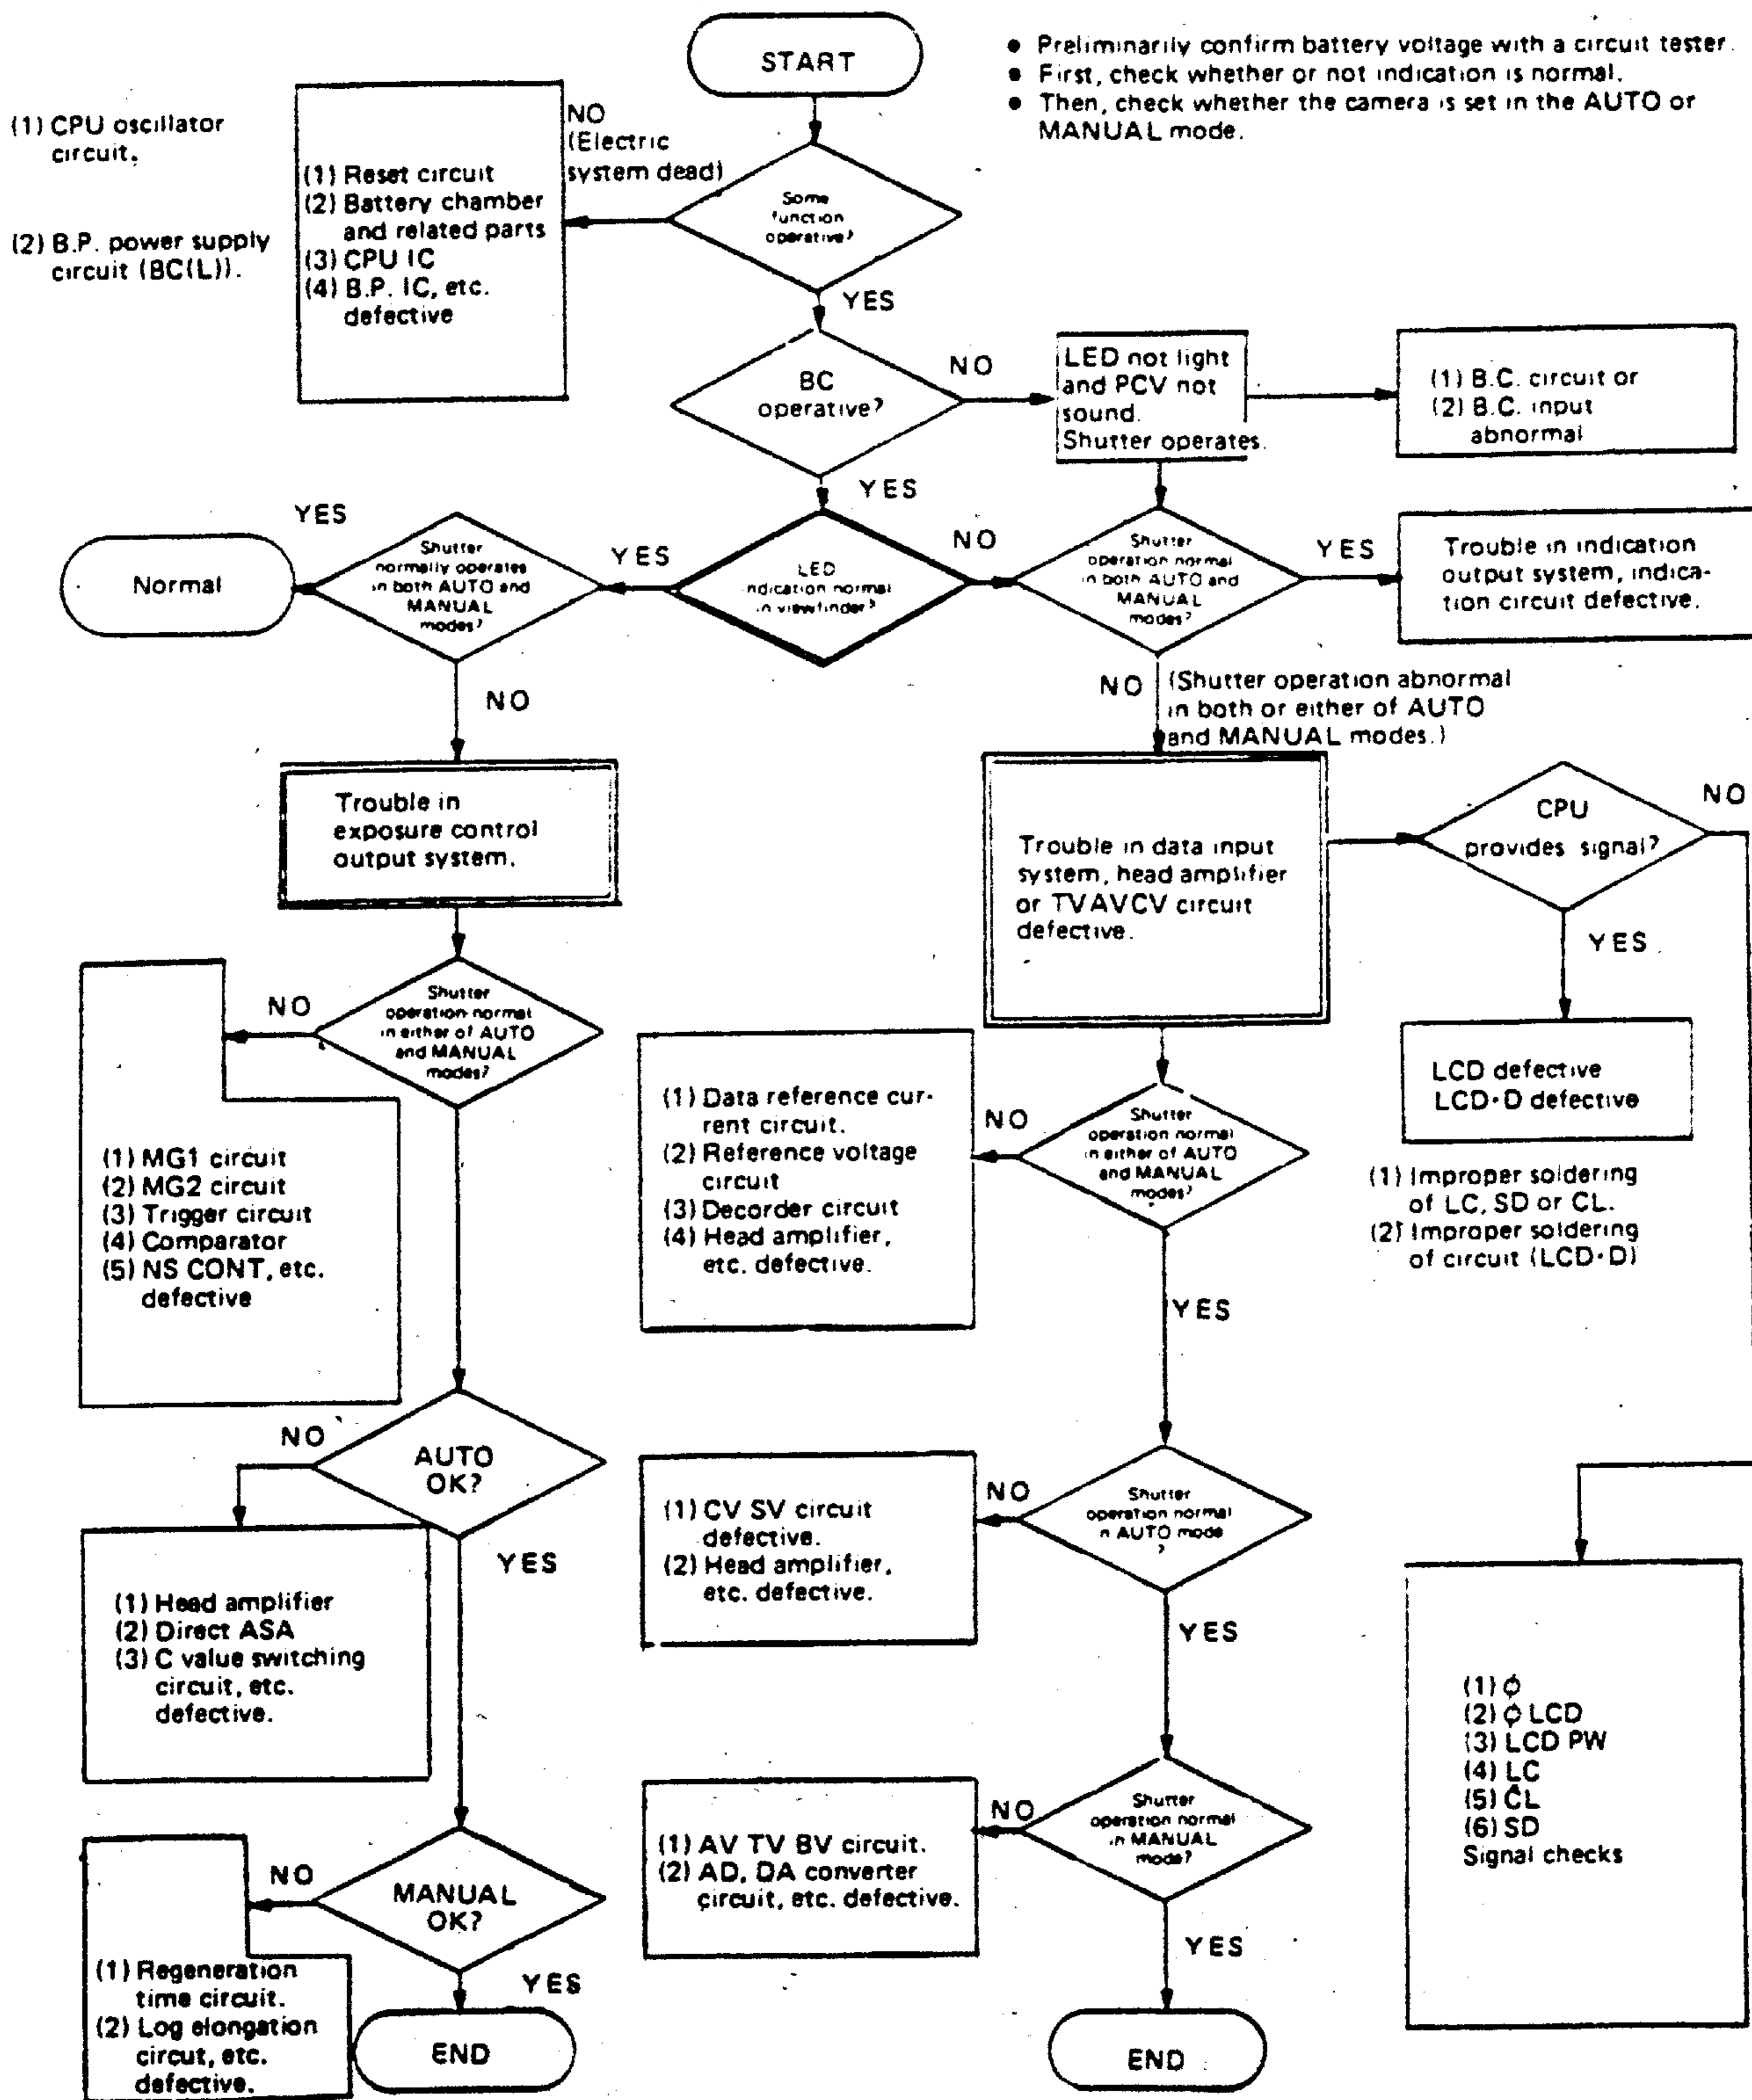 START
● Preliminarily confirm battery voltage with a circuit tester.
● First, check whether or not indication is normal.
● Then, check whether the camera is set in the AUTO or
MANUAL mode.
(1) CPU oscillator
circuit.
(2) B.P. power supply
circuit (BC(L)).
NO
(Electric
system dead)
(1) Reset circuit
(2) Battery chamber
and related parts
(3) CPU IC
(4) B.P. IC, etc.
defective
Some
function
operative?
YES
BC
operative?
NO
LED not light
and PCV not
sound.
Shutter operates.
(1) B.C. circuit or
(2) B.C. input
abnormal
YES
YES
Normal
Shutter
normally operates
in both AUTO and
MANUAL
modes?
YES
LED
indication normal
in viewfinder?
NO
Shutter
operation normal
in both AUTO and
MANUAL
modes?
YES
Trouble in indication
output system, indica-
tion circuit defective.
NO
NO
(Shutter operation abnormal
in both or either of AUTO
and MANUAL modes.)
Trouble in
exposure control
output system.
Trouble in data input
system, head amplifier
or TVAVCV circuit
defective.
CPU
provides signal?
NO
YES
LCD defective
LCD·D defective
(1) Improper soldering
of LC, SD or CL.
(2) Improper soldering
of circuit (LCD·D)
NO
Shutter
operation normal
in either of AUTO
and MANUAL
modes?
(1) MG1 circuit
(2) MG2 circuit
(3) Trigger circuit
(4) Comparator
(5) NS CONT, etc.
defective
(1) Data reference cur-
rent circuit.
(2) Reference voltage
circuit
(3) Decorder circuit
(4) Head amplifier,
etc. defective.
NO
Shutter
operation normal
in either of AUTO
and MANUAL
modes?
YES
NO
AUTO
OK?
YES
(1) Head amplifier
(2) Direct ASA
(3) C value switching
circuit, etc.
defective.
(1) CV SV circuit
defective.
(2) Head amplifier,
etc. defective.
NO
Shutter
operation normal
n AUTO mode
?
YES
(1) ϕ
(2) ϕ LCD
(3) LCD PW
(4) LC
(5) CL
(6) SD
Signal checks
NO
MANUAL
OK?
YES
(1) Regeneration
time circuit.
(2) Log elongation
circut, etc.
defective.
END
(1) AV TV BV circuit.
(2) AD, DA converter
circuit, etc. defective.
NO
Shutter
operation normal
in MANUAL
mode?
YES
END